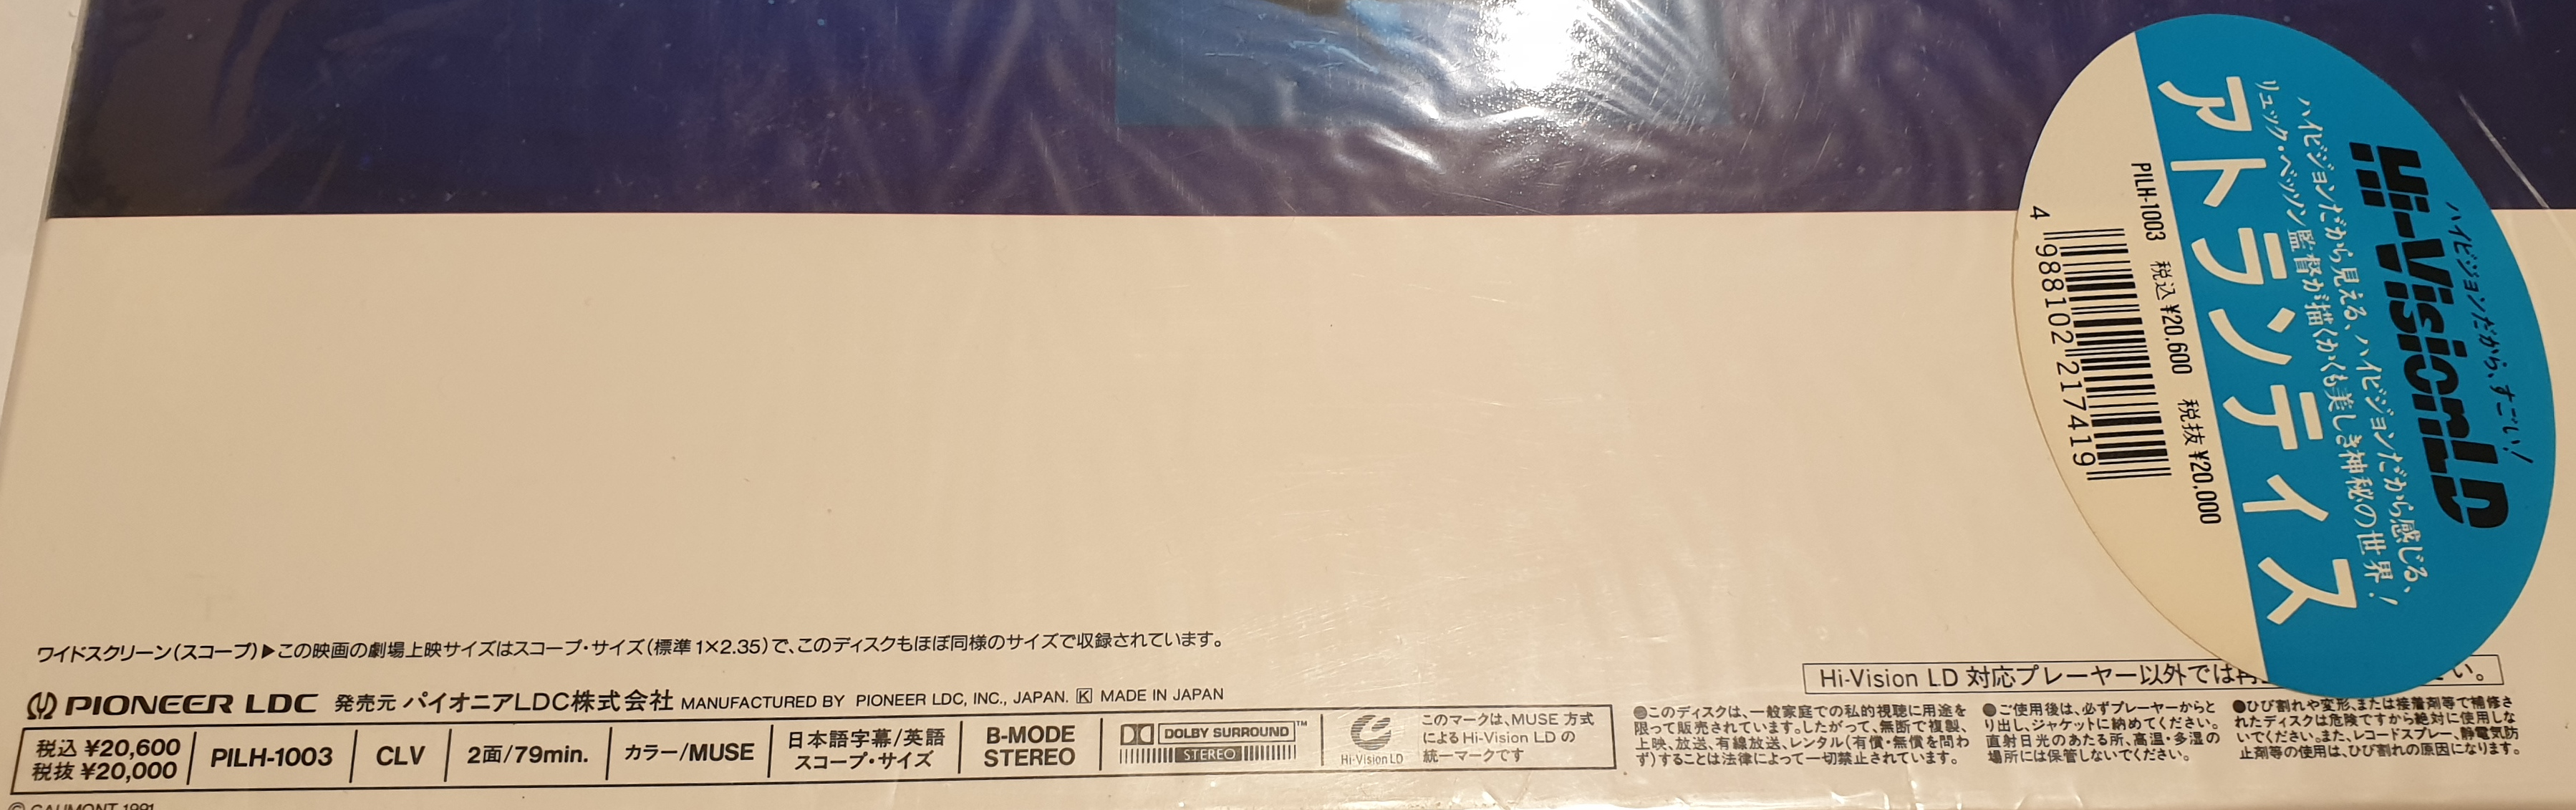 ハイビジョンだから、すごい!
Hi-Vision LD
ハイビジョンだから見える、ハイビジョンだから感じる、
リュック・ベッソン監督が描くかくも美しき神秘の世界!
アトランティス
PILH-1003 税込 ¥20,600 税抜 ¥20,000
4 988102 217419
ワイドスクリーン(スコープ)▶この映画の劇場上映サイズはスコープ・サイズ(標準1×2.35)で、このディスクもほぼ同様のサイズで収録されています。
Hi-Vision LD 対応プレーヤー以外では再
い。
PIONEER LDC 発売元 パイオニアLDC株式会社 MANUFACTURED BY PIONEER LDC, INC., JAPAN. K MADE IN JAPAN
税込 ¥20,600
税抜 ¥20,000
PILH-1003
CLV
2面/79min.
カラー/MUSE
日本語字幕/英語
スコープ・サイズ
B-MODE
STEREO
DOLBY SURROUND™
STEREO
Hi-Vision LD
このマークは、MUSE 方式
によるHi-Vision LD の
統一マークです
●このディスクは、一般家庭での私的視聴に用途を
限って販売されています。したがって、無断で複製、
上映、放送、有線放送、レンタル(有償・無償を問わ
ず)することは法律によって一切禁止されています。
●ご使用後は、必ずプレーヤーからと
り出し、ジャケットに納めてください。
直射日光のあたる所、高温・多湿の
場所には保管しないでください。
●ひび割れや変形、または接着剤等で補修さ
れたディスクは危険ですから絶対に使用しな
いでください。また、レコードスプレー、静電気防
止剤等の使用は、ひび割れの原因になります。
© GAUMONT 1991